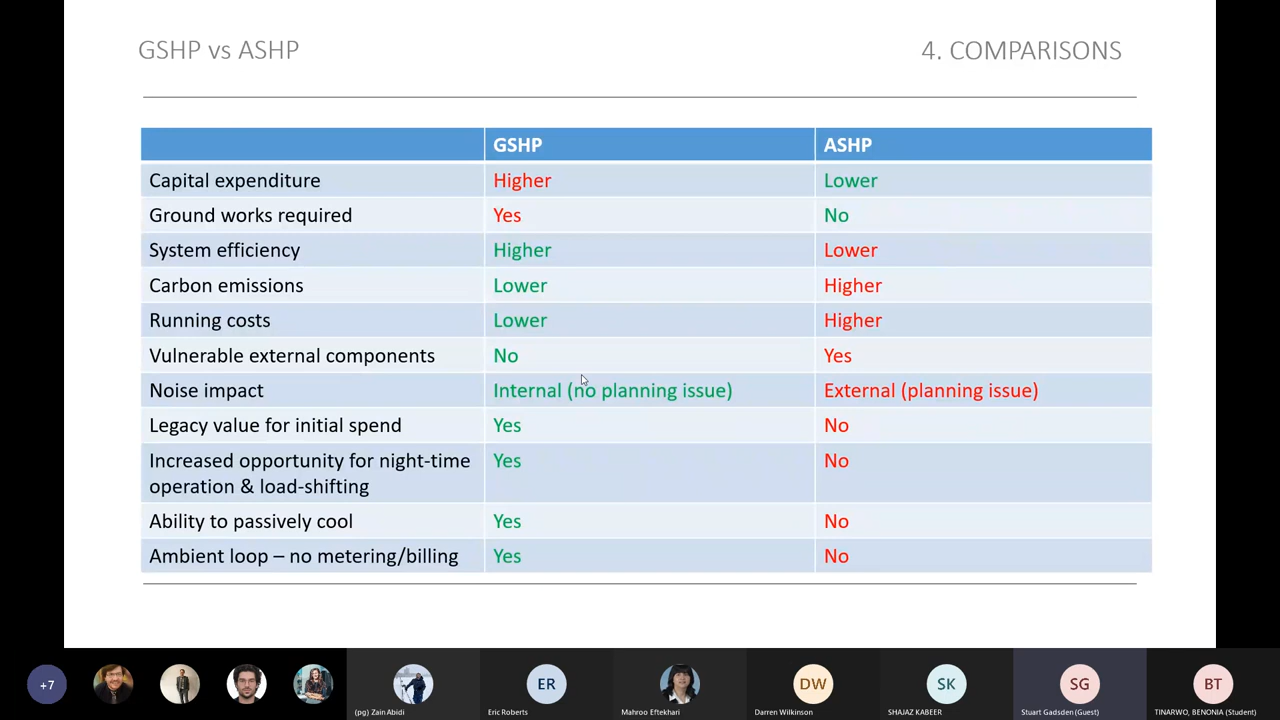 GSHP vs ASHP
4. COMPARISONS
GSHP ASHP
Capital expenditure Higher Lower
Ground works required Yes No
System efficiency Higher Lower
Carbon emissions Lower Higher
Running costs Lower Higher
Vulnerable external components No Yes
Noise impact Internal (no planning issue) External (planning issue)
Legacy value for initial spend Yes No
Increased opportunity for night-time
operation & load-shifting Yes No
Ability to passively cool Yes No
Ambient loop – no metering/billing Yes No
+7
ER DW SK SG BT
(pg) Zain Abidi Eric Roberts Mahroo Eftekhari Darren Wilkinson SHAJAZ KABEER Stuart Gadsden (Guest) TINARWO, BENONIA (Student)